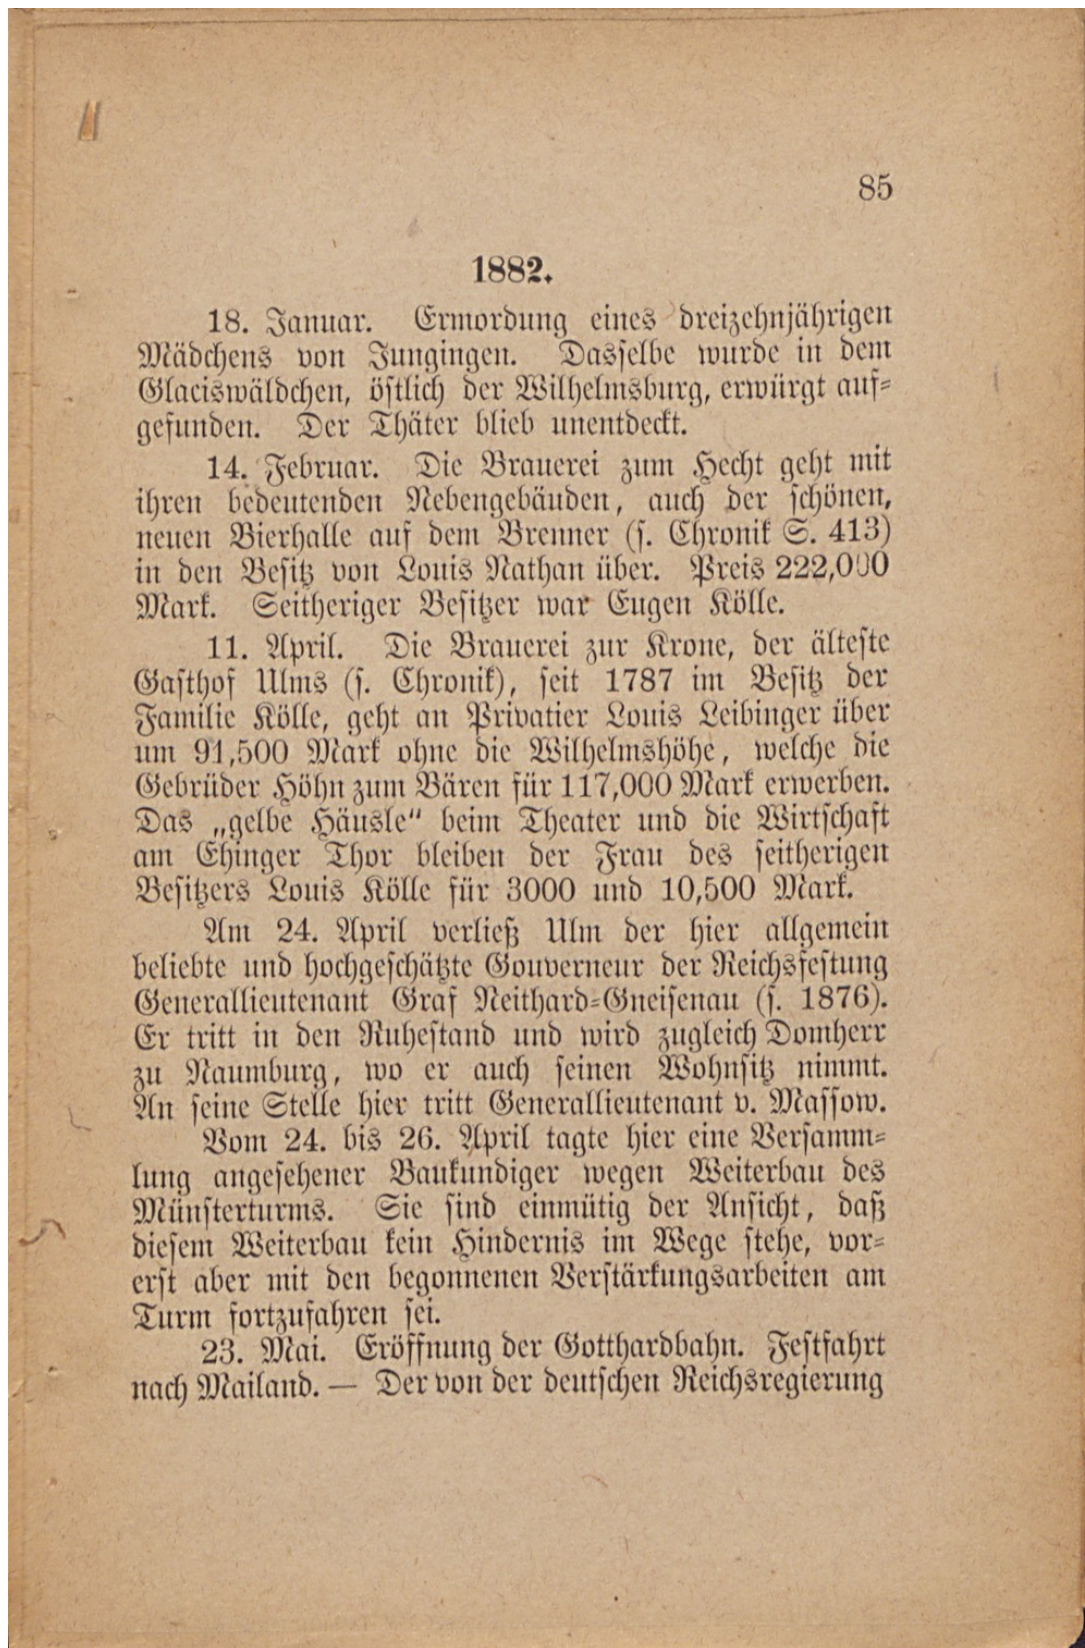 85
1882.
18. Januar. Ermordung eines dreizehnjährigen
Mädchens von Jungingen. Dasselbe wurde in dem
Glaciswäldchen, östlich der Wilhelmsburg, erwürgt auf-
gefunden. Der Thäter blieb unentdeckt.
14. Februar. Die Brauerei zum Hecht geht mit
ihren bedeutenden Nebengebäuden, auch der schönen,
neuen Bierhalle auf dem Brenner (s. Chronik S. 413)
in den Besitz von Louis Nathan über. Preis 222,000
Mark. Seitheriger Besitzer war Eugen Kölle.
11. April. Die Brauerei zur Krone, der älteste
Gasthof Ulms (s. Chronik), seit 1787 im Besitz der
Familie Kölle, geht an Privatier Louis Leibinger über
um 91,500 Mark ohne die Wilhelmshöhe, welche die
Gebrüder Höhn zum Bären für 117,000 Mark erwerben.
Das „gelbe Häusle“ beim Theater und die Wirtschaft
am Ehinger Thor bleiben der Frau des seitherigen
Besitzers Louis Kölle für 3000 und 10,500 Mark.
Am 24. April verließ Ulm der hier allgemein
beliebte und hochgeschätzte Gouverneur der Reichsfestung
Generallieutenant Graf Neithard-Gneisenau (s. 1876).
Er tritt in den Ruhestand und wird zugleich Domherr
zu Naumburg, wo er auch seinen Wohnsitz nimmt.
An seine Stelle hier tritt Generallieutenant v. Massow.
Vom 24. bis 26. April tagte hier eine Versamm-
lung angesehener Baukundiger wegen Weiterbau des
Münsterturms. Sie sind einmütig der Ansicht, daß
diesem Weiterbau kein Hindernis im Wege stehe, vor-
erst aber mit den begonnenen Verstärkungsarbeiten am
Turm fortzufahren sei.
23. Mai. Eröffnung der Gotthardbahn. Festfahrt
nach Mailand. — Der von der deutschen Reichsregierung